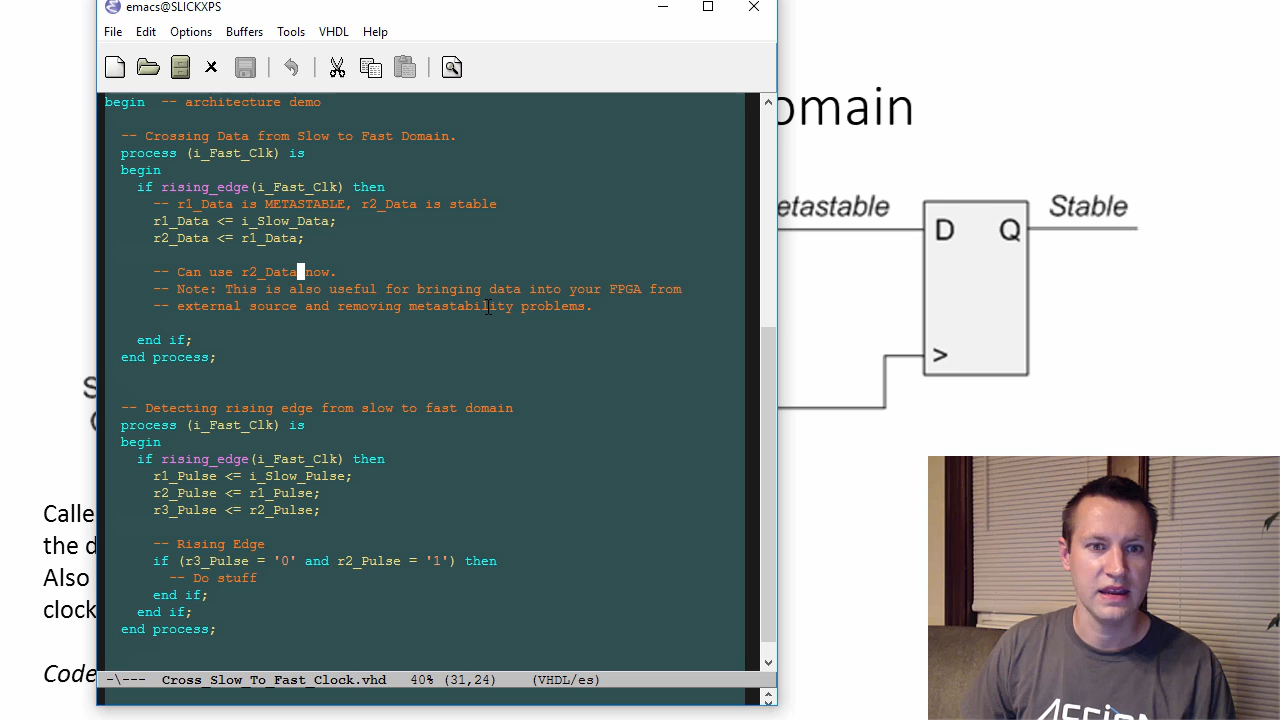 emacs@SLICKXPS
File Edit Options Buffers Tools VHDL Help
begin -- architecture demo
-- Crossing Data from Slow to Fast Domain.
process (i_Fast_Clk) is
begin
if rising_edge(i_Fast_Clk) then
-- r1_Data is METASTABLE, r2_Data is stable
r1_Data <= i_Slow_Data;
r2_Data <= r1_Data;
-- Can use r2_Data now.
-- Note: This is also useful for bringing data into your FPGA from
-- external source and removing metastability problems.
end if;
end process;
-- Detecting rising edge from slow to fast domain
process (i_Fast_Clk) is
begin
if rising_edge(i_Fast_Clk) then
r1_Pulse <= i_Slow_Pulse;
r2_Pulse <= r1_Pulse;
r3_Pulse <= r2_Pulse;
-- Rising Edge
if (r3_Pulse = '0' and r2_Pulse = '1') then
-- Do stuff
end if;
end if;
end process;
-\--- Cross_Slow_To_Fast_Clock.vhd 40% (31,24) (VHDL/es)
omain
etastable
Stable
D Q
>
S
Calle
the d
Also
clock
Code